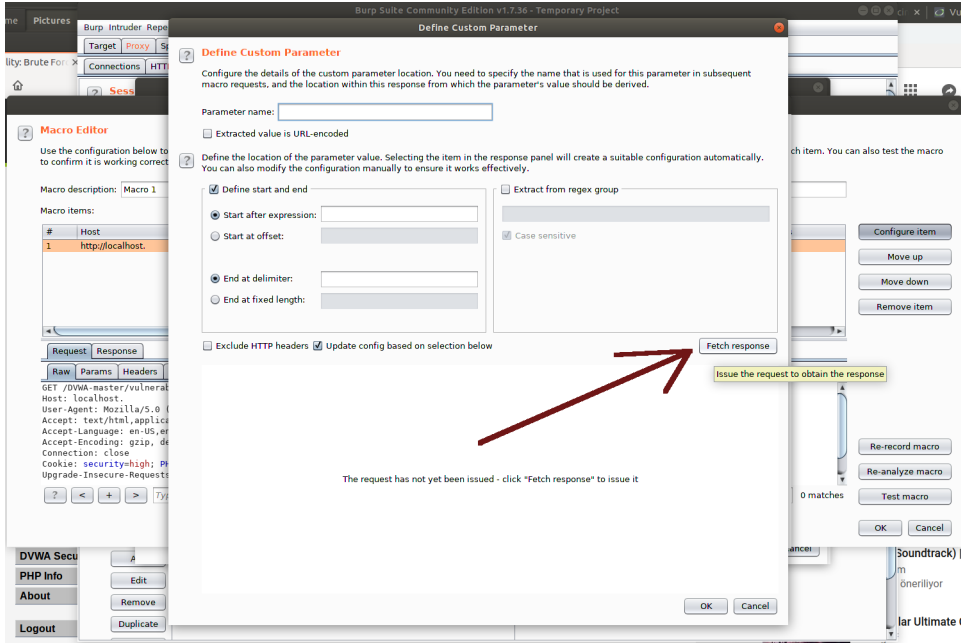 Burp Suite Community Edition v1.7.36 - Temporary Project
me Pictures
Burp Intruder Repe
Define Custom Parameter
Target Proxy Sp
lity: Brute For
Connections HTT
? Sess
? Define Custom Parameter
Configure the details of the custom parameter location. You need to specify the name that is used for this parameter in subsequent
macro requests, and the location within this response from which the parameter's value should be derived.
Parameter name:
Extracted value is URL-encoded
? Define the location of the parameter value. Selecting the item in the response panel will create a suitable configuration automatically.
You can also modify the configuration manually to ensure it works effectively.
Define start and end
Extract from regex group
Start after expression:
Start at offset:
Case sensitive
End at delimiter:
End at fixed length:
Exclude HTTP headers Update config based on selection below
Fetch response
Issue the request to obtain the response
The request has not yet been issued - click "Fetch response" to issue it
OK Cancel
? Macro Editor
Use the configuration below to
ch item. You can also test the macro
to confirm it is working correct
Macro description: Macro 1
Macro items:
# Host
1 http://localhost.
Configure item
Move up
Move down
Remove item
Request Response
Raw Params Headers
GET /DVWA-master/vulnerab
Host: localhost.
User-Agent: Mozilla/5.0 (
Accept: text/html,applica
Accept-Language: en-US,en
Accept-Encoding: gzip, de
Connection: close
Cookie: security=high; PH
Upgrade-Insecure-Requests
? < + > Typ
0 matches
Re-record macro
Re-analyze macro
Test macro
OK Cancel
ancel
DVWA Secu
PHP Info
About
Logout
Edit
Remove
Duplicate
Soundtrack) |
m
öneriliyor
lar Ultimate